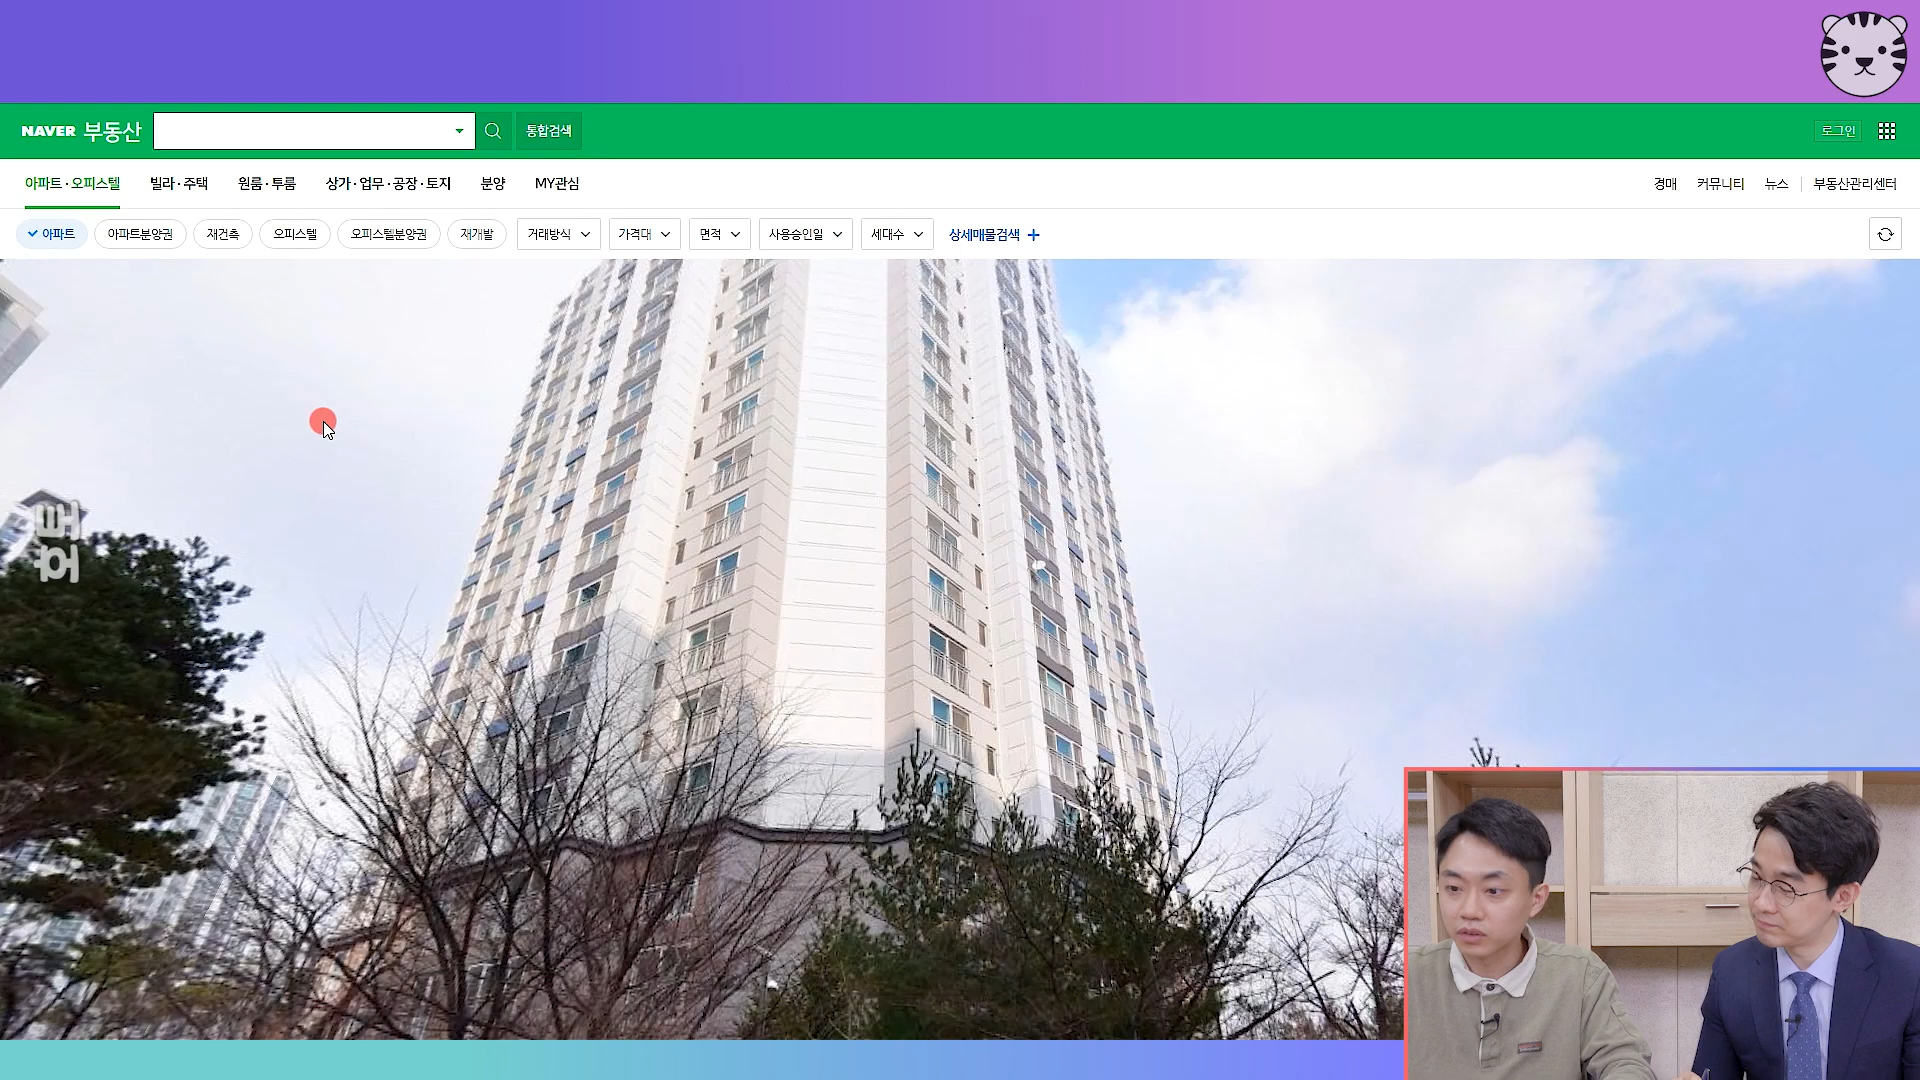 NAVER 부동산 통합검색 로그인
아파트·오피스텔 빌라·주택 원룸·투룸 상가·업무·공장·토지 분양 MY관심 경매 커뮤니티 뉴스 부동산관리센터
아파트 아파트분양권 재건축 오피스텔 오피스텔분양권 재개발 거래방식 가격대 면적 사용승인일 세대수 상세매물검색
호텔